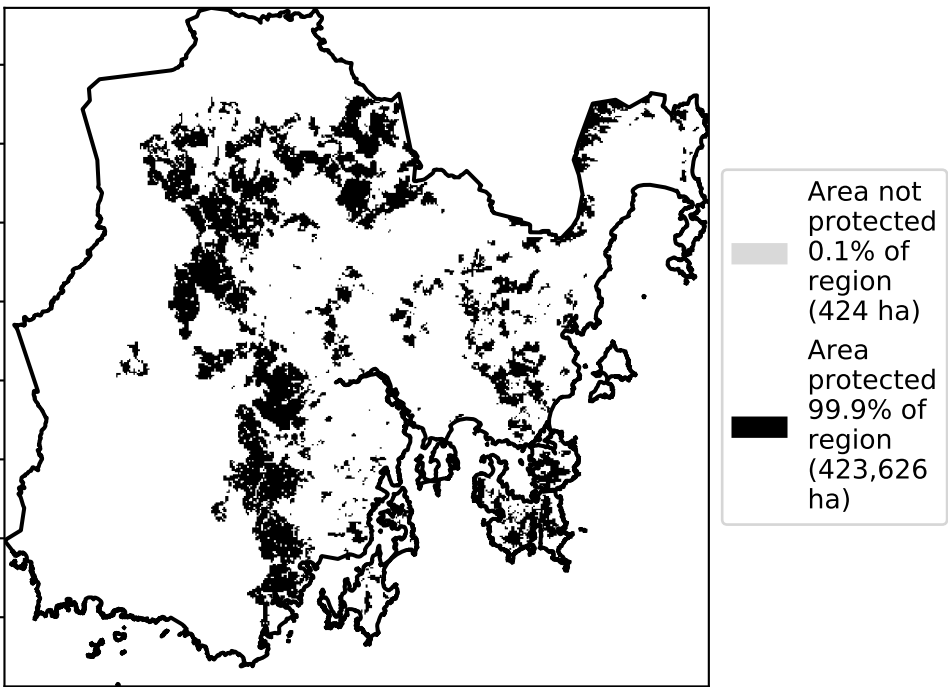 Area not
protected
0.1% of
region
(424 ha)
Area
protected
99.9% of
region
(423,626
ha)